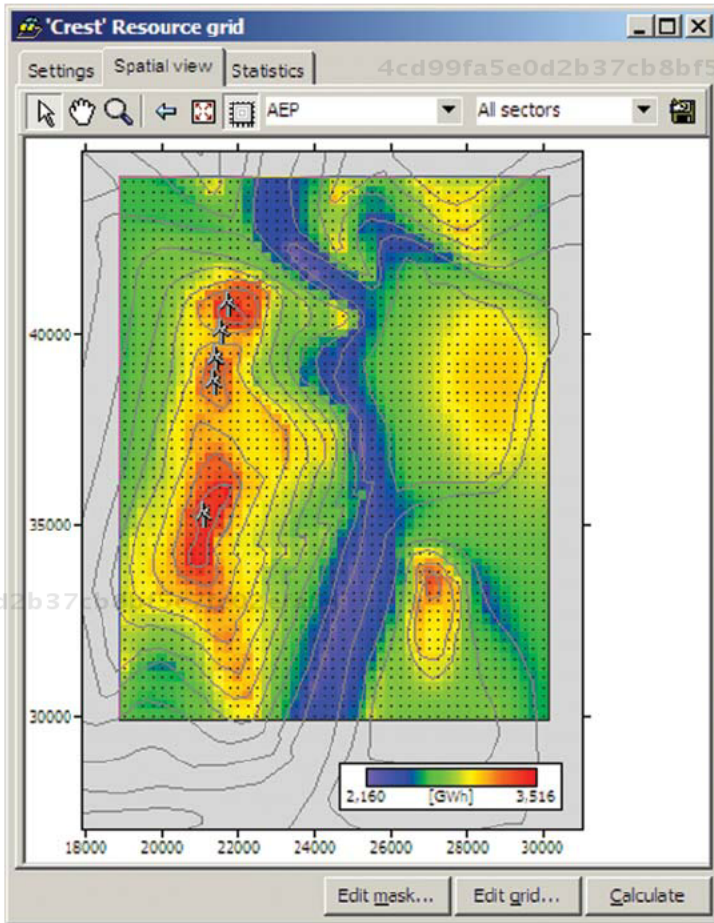 'Crest' Resource grid
Settings Spatial view Statistics
4cd99fa5e0d2b37cb8bf5
AEP All sectors
40000
35000
30000
2,160 [GWh] 3,516
18000 20000 22000 24000 26000 28000 30000
Edit mask... Edit grid... Calculate